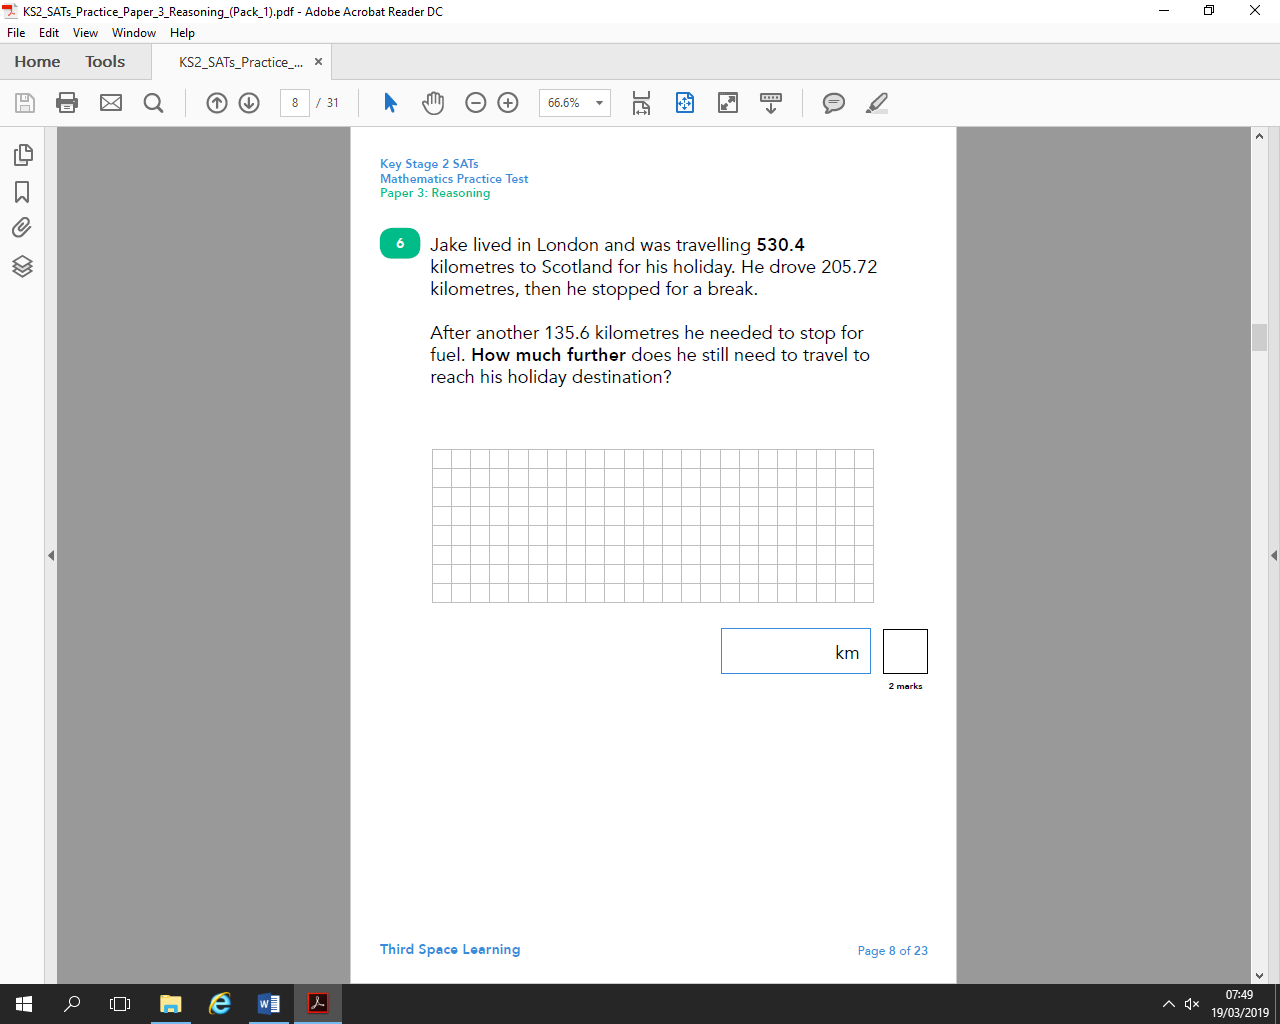 KS2_SATs_Practice_Paper_3_Reasoning_(Pack_1).pdf - Adobe Acrobat Reader DC
File Edit View Window Help
Home Tools KS2_SATs_Practice_... ×
8 / 31 66.6%
Key Stage 2 SATs
Mathematics Practice Test
Paper 3: Reasoning
6 Jake lived in London and was travelling 530.4
kilometres to Scotland for his holiday. He drove 205.72
kilometres, then he stopped for a break.
After another 135.6 kilometres he needed to stop for
fuel. How much further does he still need to travel to
reach his holiday destination?
km
2 marks
Third Space Learning Page 8 of 23
07:49
19/03/2019